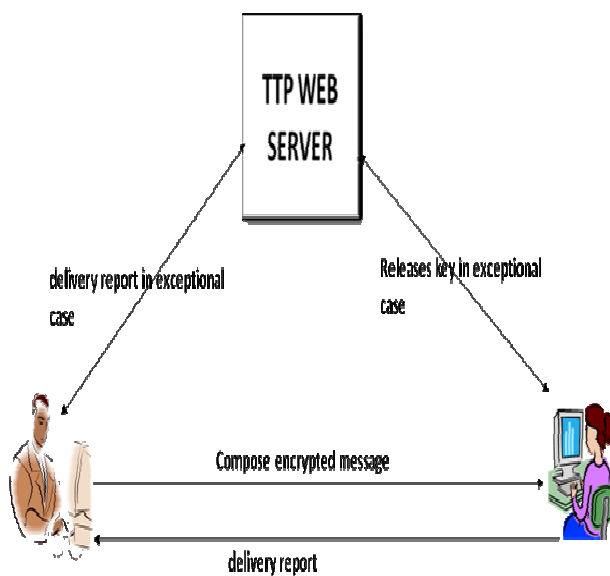 TTP WEB
SERVER
delivery report in exceptional
case
Releases key in exceptional
case
Compose encrypted message
delivery report